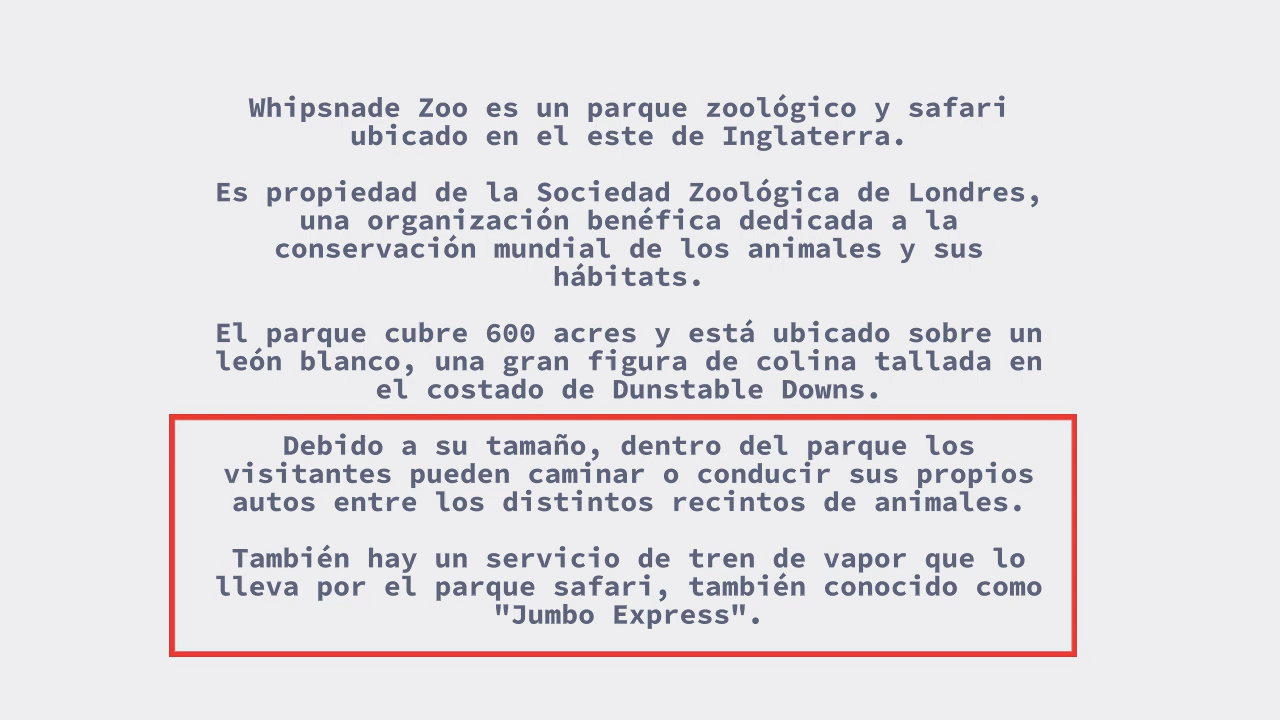 Whipsnade Zoo es un parque zoológico y safari
ubicado en el este de Inglaterra.
Es propiedad de la Sociedad Zoológica de Londres,
una organización benéfica dedicada a la
conservación mundial de los animales y sus
hábitats.
El parque cubre 600 acres y está ubicado sobre un
león blanco, una gran figura de colina tallada en
el costado de Dunstable Downs.
Debido a su tamaño, dentro del parque los
visitantes pueden caminar o conducir sus propios
autos entre los distintos recintos de animales.
También hay un servicio de tren de vapor que lo
lleva por el parque safari, también conocido como
"Jumbo Express".